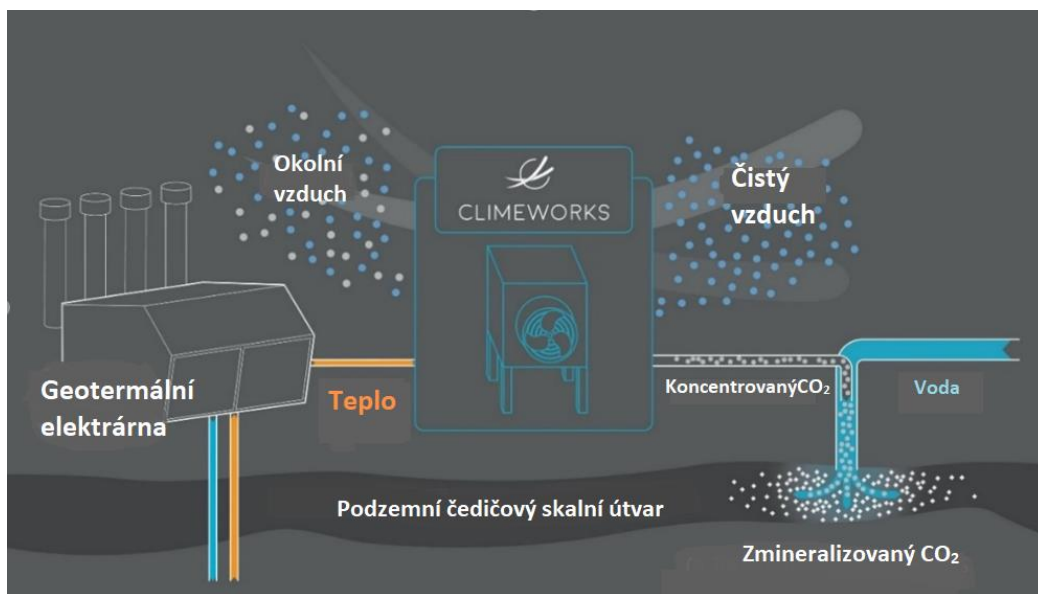 Okolní
vzduch
CLIMEWORKS
Čistý
vzduch
Geotermální
elektrárna
Teplo
KoncentrovanýCO₂
Voda
Podzemní čedičový skalní útvar
Zmineralizovaný CO₂